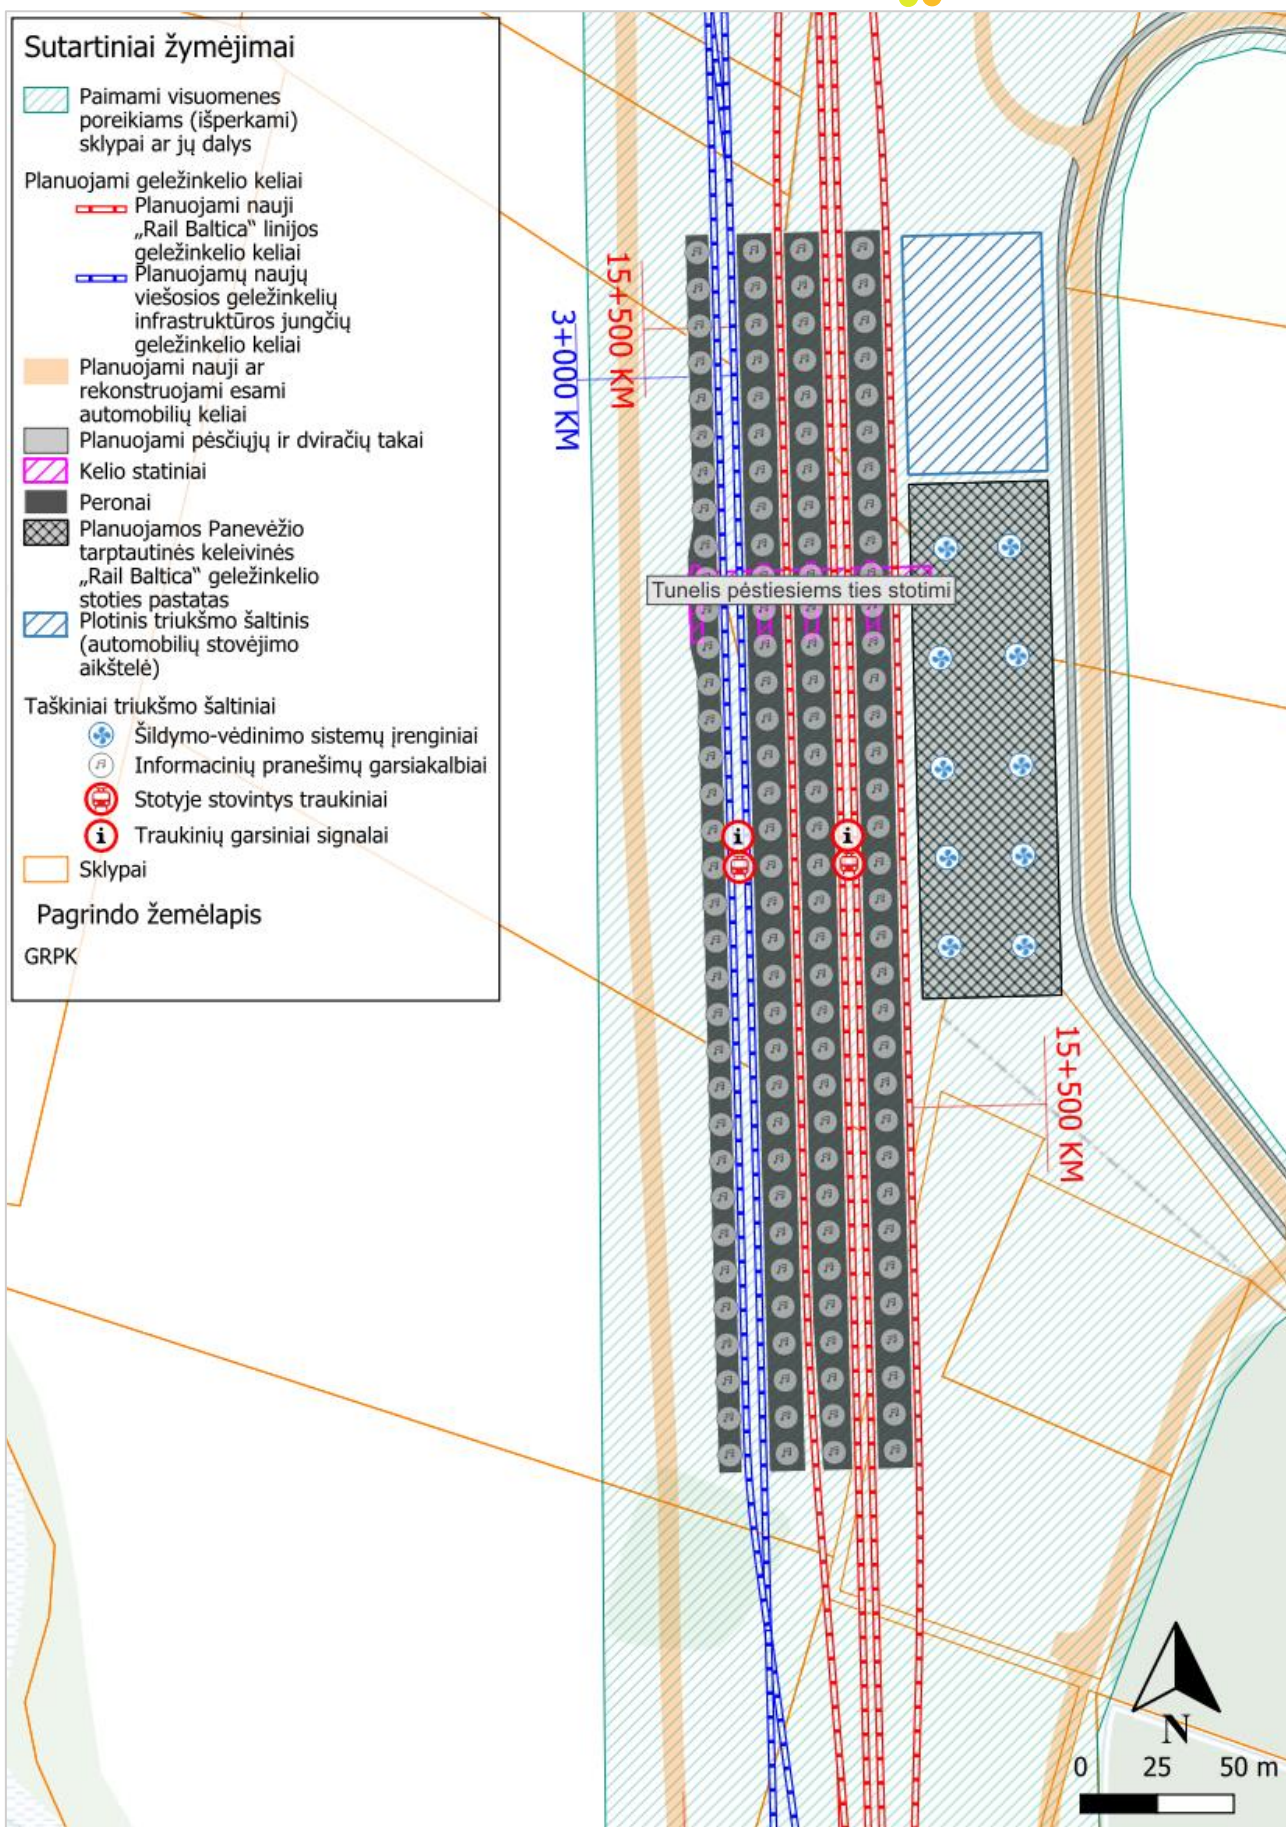 Sutartiniai žymėjimai
Paimami visuomenes
poreikiams (išperkami)
sklypai ar jų dalys
Planuojami geležinkelio keliai
Planuojami nauji
„Rail Baltica“ linijos
geležinkelio keliai
Planuojamų naujų
viešosios geležinkelių
infrastruktūros jungčių
geležinkelio keliai
Planuojami nauji ar
rekonstruojami esami
automobilių keliai
Planuojami pėsčiųjų ir dviračių takai
Kelio statiniai
Peronai
Planuojamos Panevėžio
tarptautinės keleivinės
„Rail Baltica“ geležinkelio
stoties pastatas
Plotinis triukšmo šaltinis
(automobilių stovėjimo
aikštelė)
Taškiniai triukšmo šaltiniai
Šildymo-vėdinimo sistemų įrenginiai
Informacinių pranešimų garsiakalbiai
Stotyje stovintys traukiniai
Traukinių garsiniai signalai
Sklypai
Pagrindo žemėlapis
GRPK
15+500 KM
3+000 KM
Tunelis pėstiesiems ties stotimi
15+500 KM
N
0 25 50 m